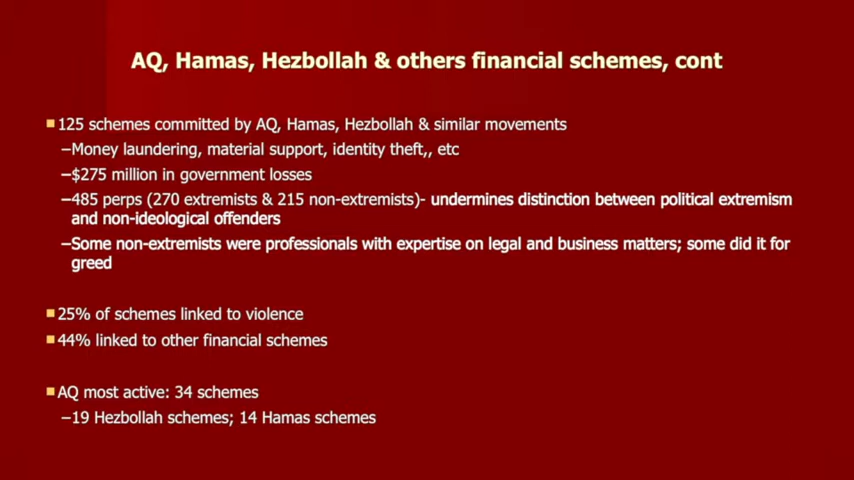 AQ, Hamas, Hezbollah & others financial schemes, cont
125 schemes committed by AQ, Hamas, Hezbollah & similar movements
–Money laundering, material support, identity theft,, etc
–$275 million in government losses
–485 perps (270 extremists & 215 non-extremists)- undermines distinction between political extremism
and non-ideological offenders
–Some non-extremists were professionals with expertise on legal and business matters; some did it for
greed
25% of schemes linked to violence
44% linked to other financial schemes
AQ most active: 34 schemes
–19 Hezbollah schemes; 14 Hamas schemes